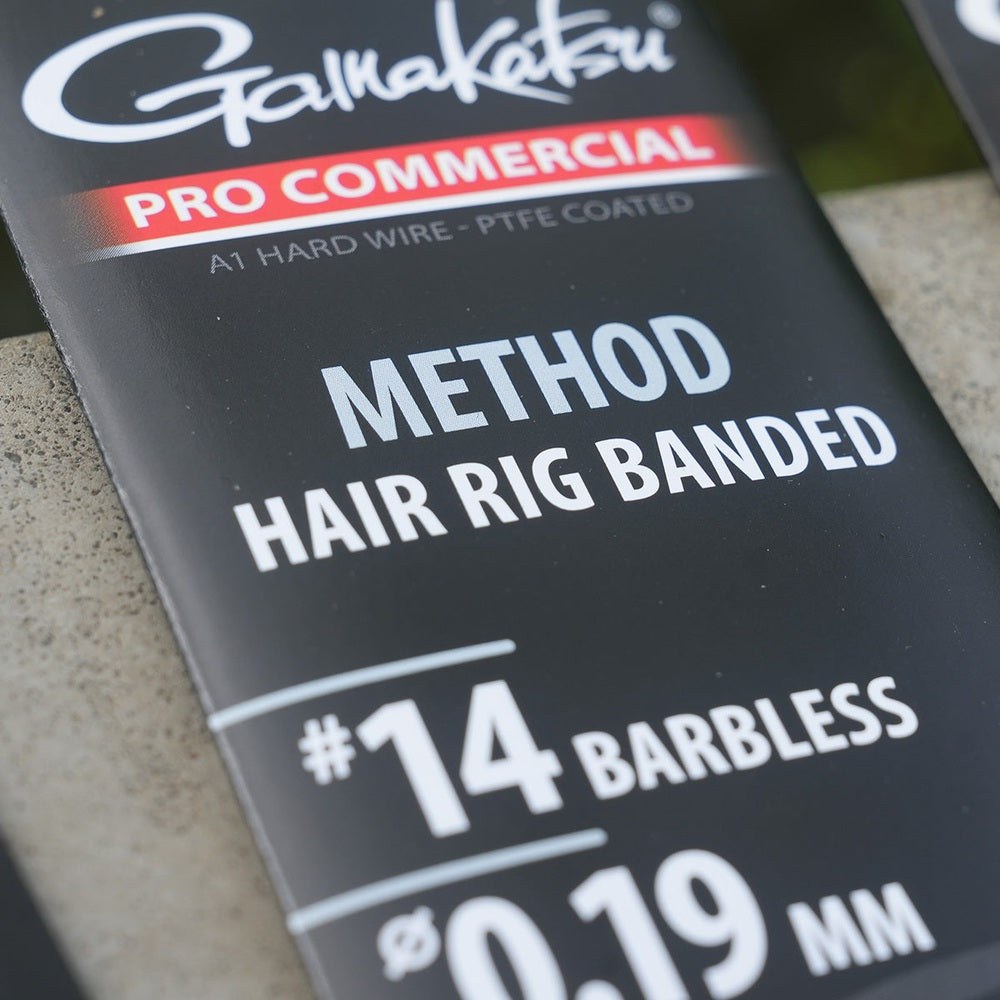 Gamakatsu®
PRO COMMERCIAL
A1 HARD WIRE - PTFE COATED
METHOD
HAIR RIG BANDED
#14 BARBLESS
Ø0.19 MM